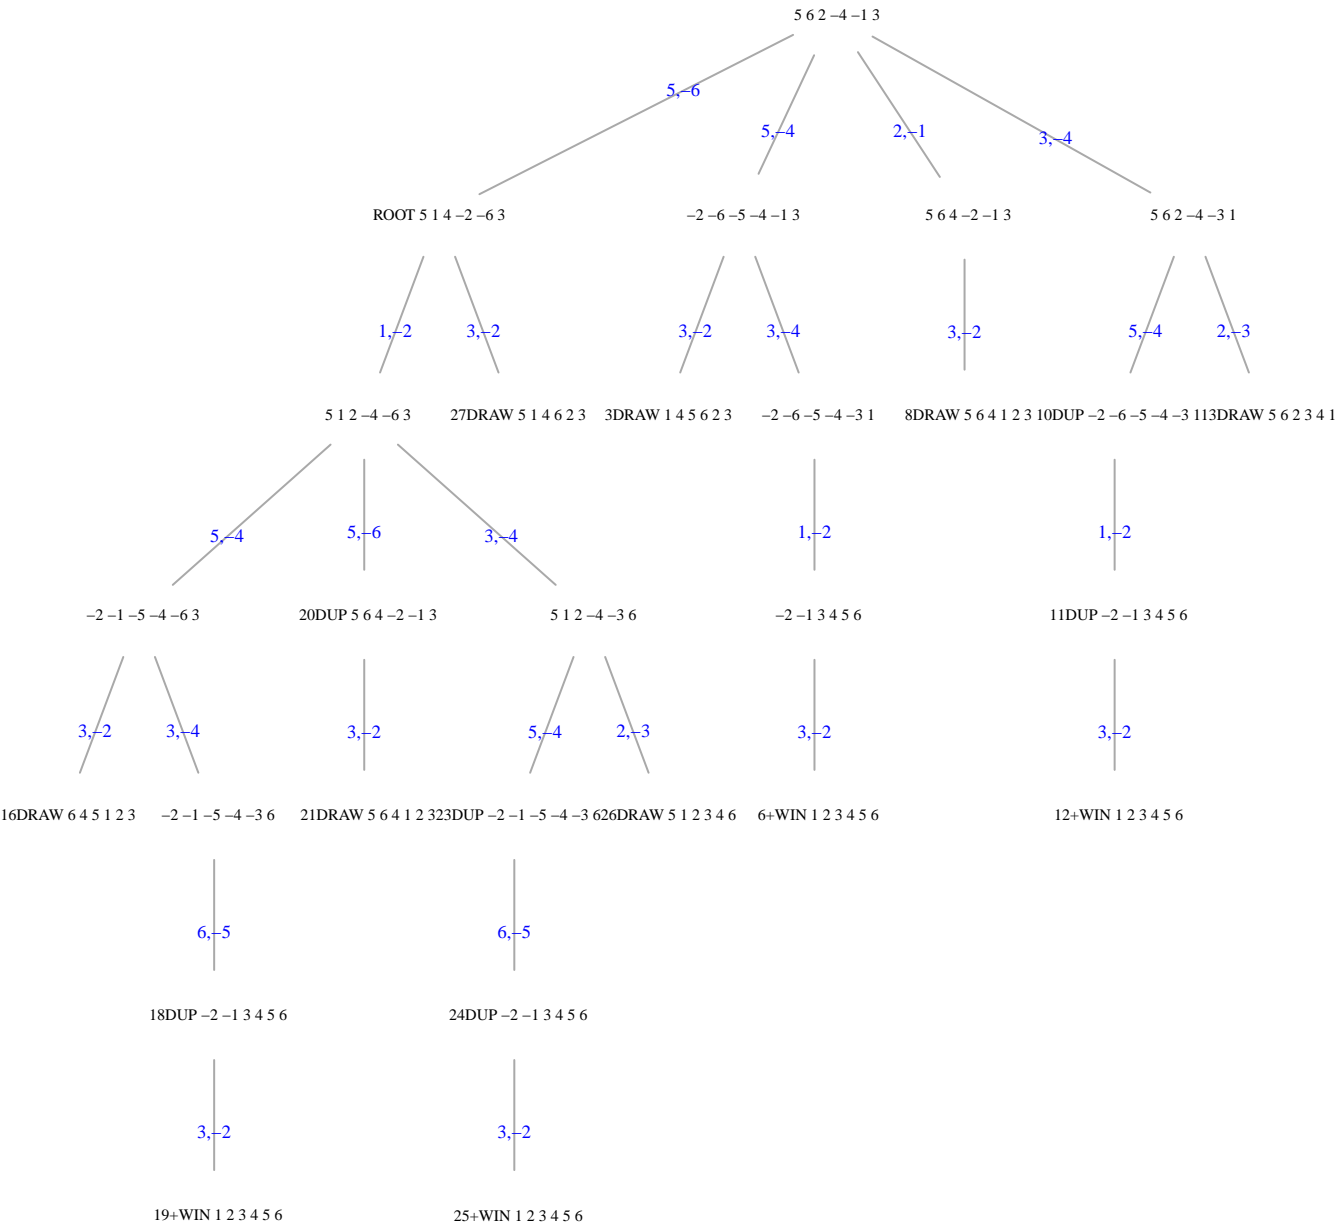 5 6 2 −4 −1 3
5,−6
5,−4
2,−1
3,−4
ROOT 5 1 4 −2 −6 3
−2 −6 −5 −4 −1 3
5 6 4 −2 −1 3
5 6 2 −4 −3 1
1,−2
3,−2
3,−2
3,−4
3,−2
5,−4
2,−3
5 1 2 −4 −6 3
27DRAW 5 1 4 6 2 3
3DRAW 1 4 5 6 2 3
−2 −6 −5 −4 −3 1
8DRAW 5 6 4 1 2 3
10DUP −2 −6 −5 −4 −3 1
13DRAW 5 6 2 3 4 1
5,−4
5,−6
3,−4
1,−2
1,−2
−2 −1 −5 −4 −6 3
20DUP 5 6 4 −2 −1 3
5 1 2 −4 −3 6
−2 −1 3 4 5 6
11DUP −2 −1 3 4 5 6
3,−2
3,−4
3,−2
5,−4
2,−3
3,−2
3,−2
16DRAW 6 4 5 1 2 3
−2 −1 −5 −4 −3 6
21DRAW 5 6 4 1 2 3
23DUP −2 −1 −5 −4 −3 6
26DRAW 5 1 2 3 4 6
6+WIN 1 2 3 4 5 6
12+WIN 1 2 3 4 5 6
6,−5
6,−5
18DUP −2 −1 3 4 5 6
24DUP −2 −1 3 4 5 6
3,−2
3,−2
19+WIN 1 2 3 4 5 6
25+WIN 1 2 3 4 5 6